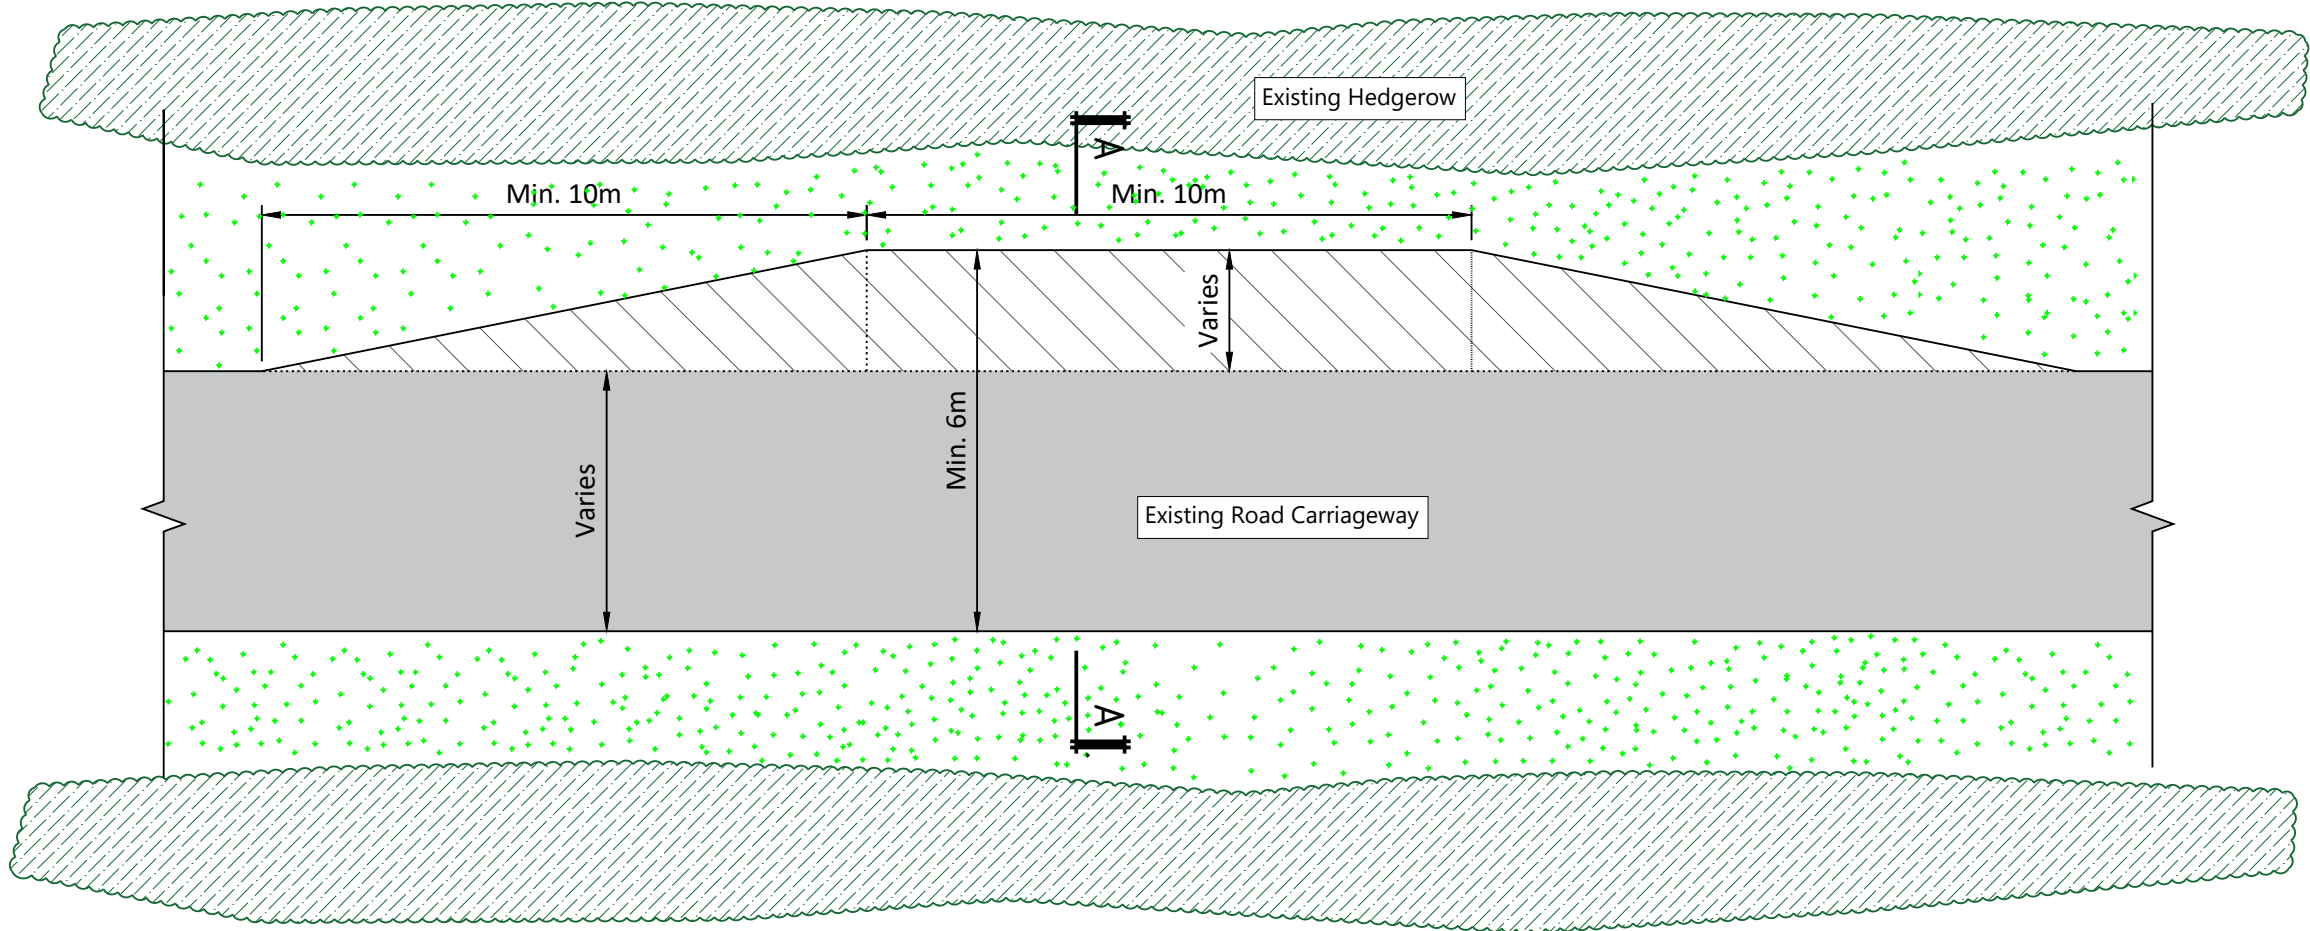 Existing Hedgerow
A
Min. 10m
Min. 10m
Varies
Min. 6m
Varies
Existing Road Carriageway
A